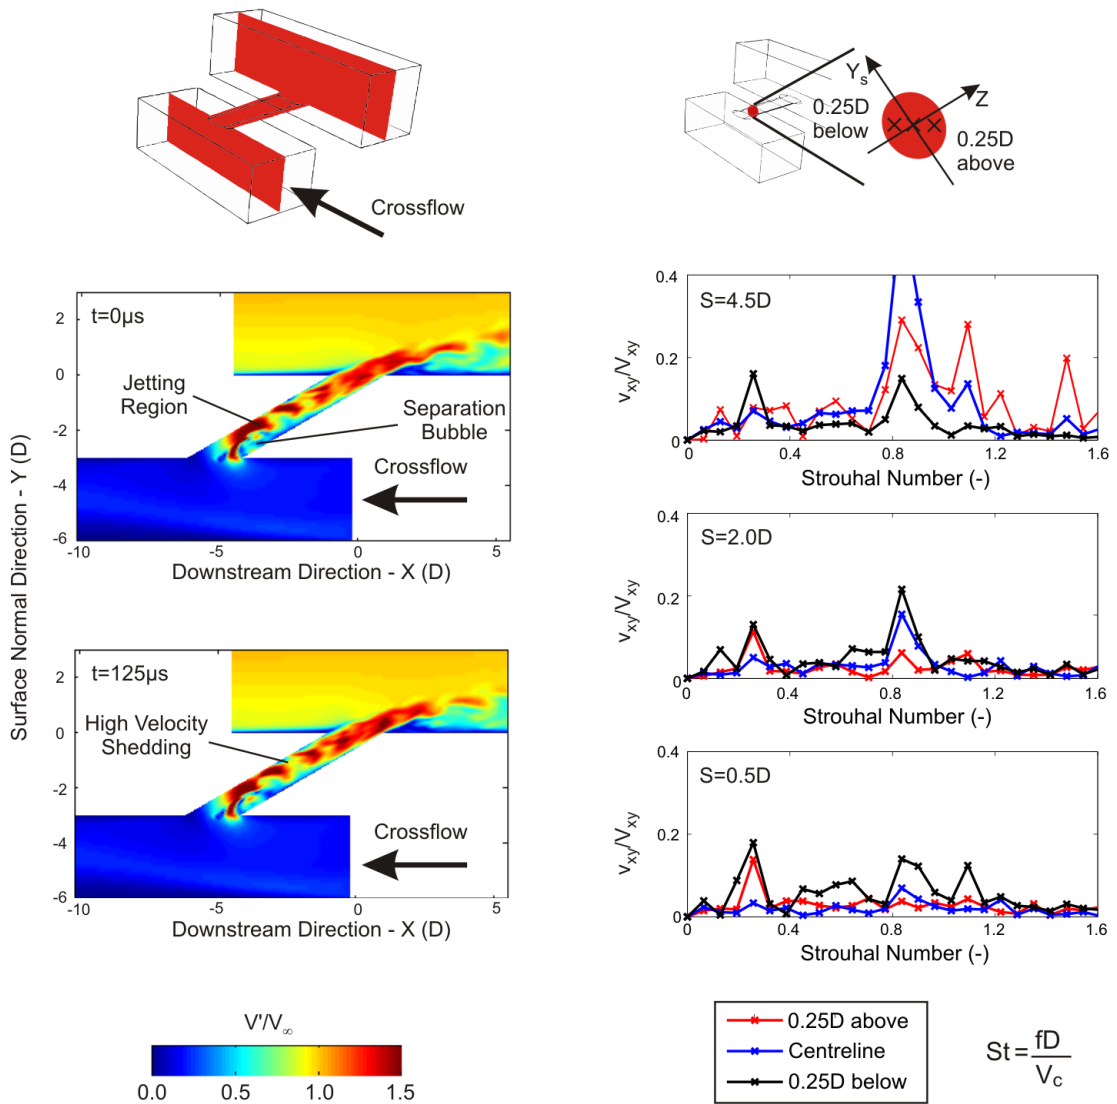 Crossflow
Y_s
Z
0.25D
below
0.25D
above
Surface Normal Direction - Y (D)
t=0μs
Jetting
Region
Separation
Bubble
Crossflow
2
0
-2
-4
-6
-10
-5
0
5
Downstream Direction - X (D)
t=125μs
High Velocity
Shedding
Crossflow
2
0
-2
-4
-6
-10
-5
0
5
Downstream Direction - X (D)
V'/V_∞
0.0
0.5
1.0
1.5
S=4.5D
v_xy/V_xy
0.4
0.2
0
0
0.4
0.8
1.2
1.6
Strouhal Number (-)
S=2.0D
v_xy/V_xy
0.4
0.2
0
0
0.4
0.8
1.2
1.6
Strouhal Number (-)
S=0.5D
v_xy/V_xy
0.4
0.2
0
0
0.4
0.8
1.2
1.6
Strouhal Number (-)
0.25D above
Centreline
0.25D below
St = fD/V_c